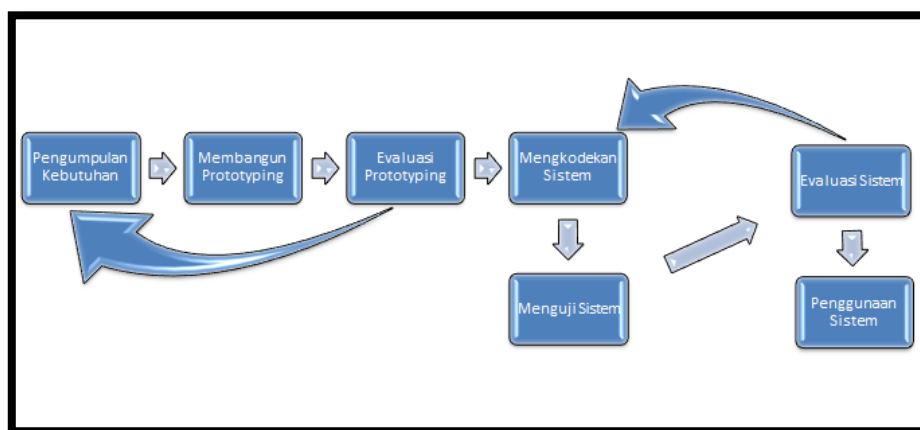 Pengumpulan
Kebutuhan
Membangun
Prototyping
Evaluasi
Prototyping
Mengkodekan
Sistem
Menguji Sistem
Evaluasi Sistem
Penggunaan
Sistem